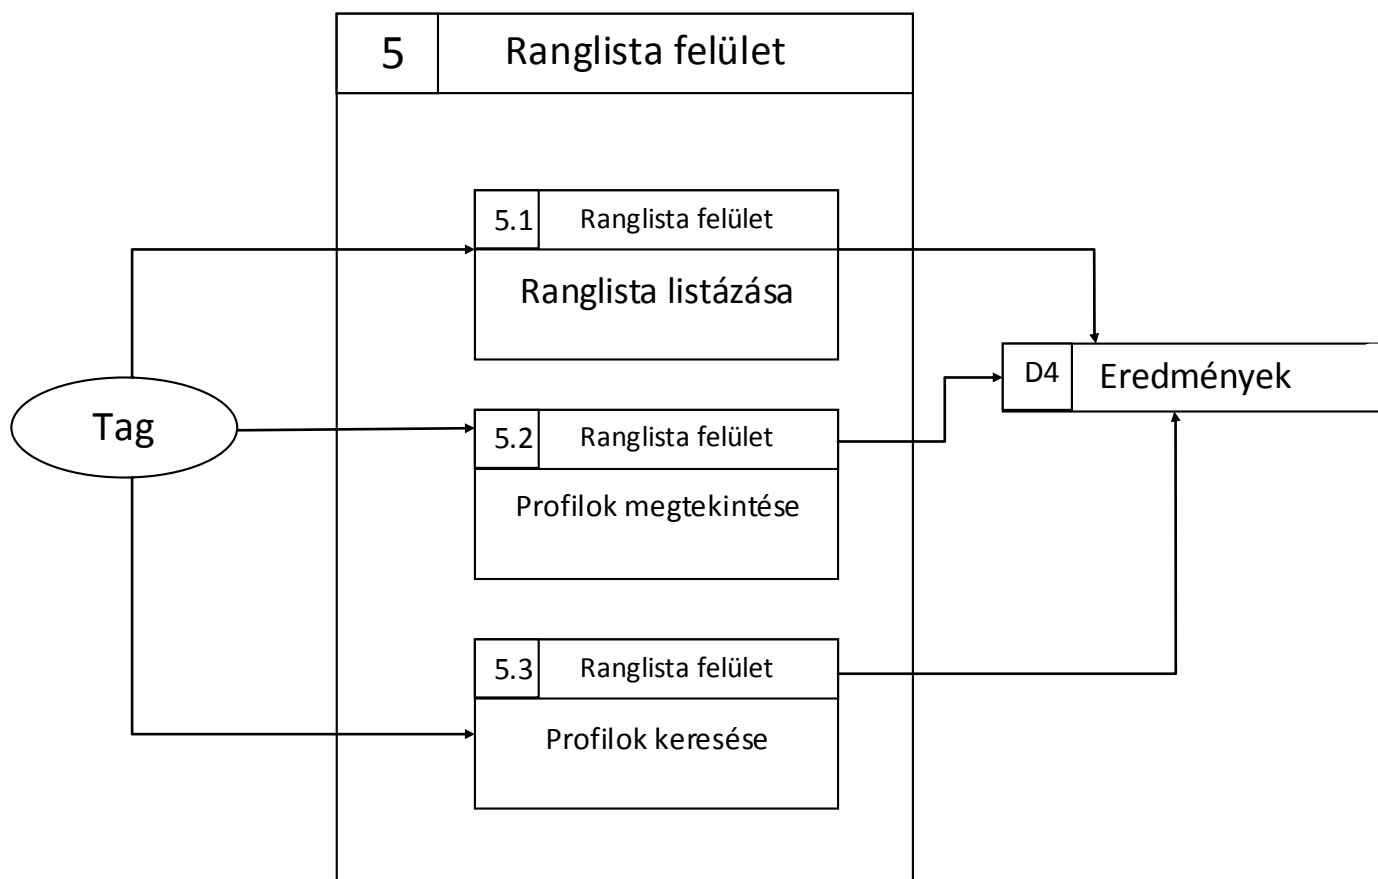 5 Ranglista felület
5.1 Ranglista felület
Ranglista listázása
D4 Eredmények
Tag
5.2 Ranglista felület
Profilok megtekintése
5.3 Ranglista felület
Profilok keresése